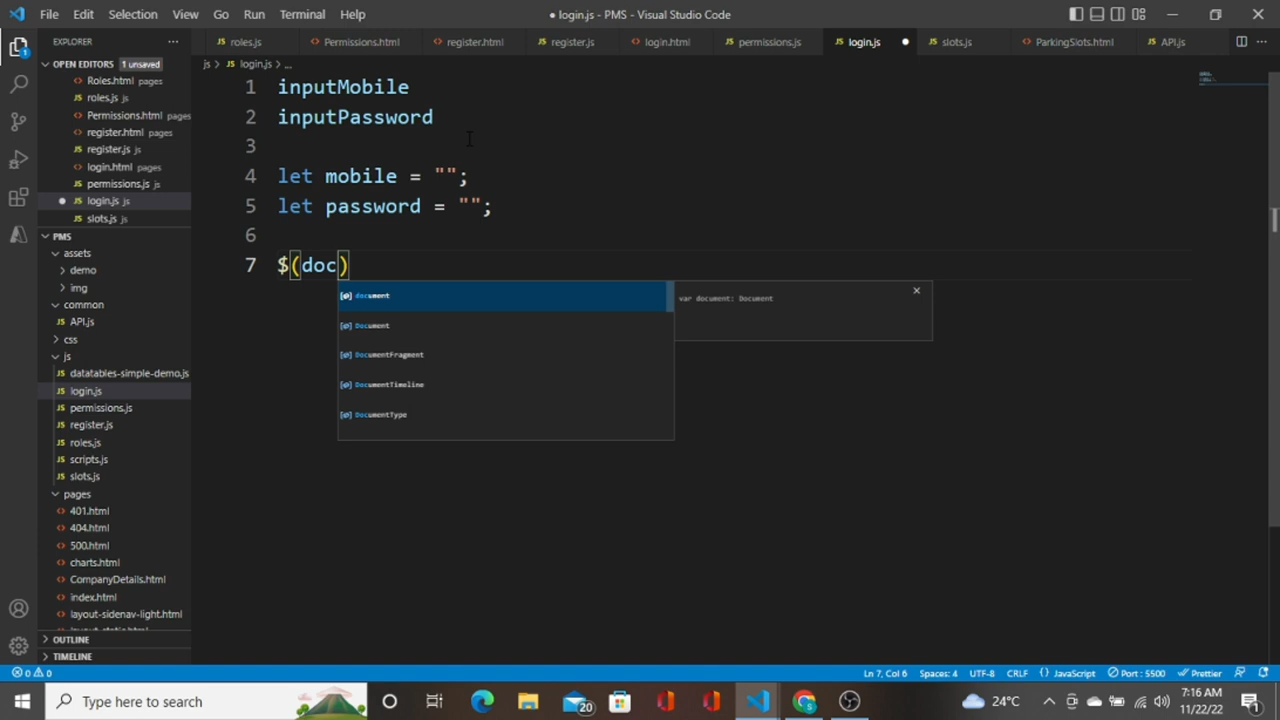 File Edit Selection View Go Run Terminal Help
● login.js - PMS - Visual Studio Code
EXPLORER
roles.js Permissions.html register.html register.js login.html permissions.js login.js slots.js ParkingSlots.html API.js
OPEN EDITORS 1 unsaved
js > login.js > ...
Roles.html pages
roles.js js
Permissions.html pages
register.html pages
register.js js
login.html pages
permissions.js js
login.js js
slots.js js
PMS
assets
demo
img
common
API.js
css
js
datatables-simple-demo.js
login.js
permissions.js
register.js
roles.js
scripts.js
slots.js
pages
401.html
404.html
500.html
charts.html
CompanyDetails.html
index.html
layout-sidenav-light.html
layout-static.html
OUTLINE
TIMELINE
1 inputMobile
2 inputPassword
3
4 let mobile = "";
5 let password = "";
6
7 $(doc)
document
Document
DocumentFragment
DocumentTimeline
DocumentType
var document: Document
0 0 Ln 7, Col 6 Spaces: 4 UTF-8 CRLF JavaScript Port : 5500 Prettier
Type here to search
20
24°C
7:16 AM
11/22/22
1